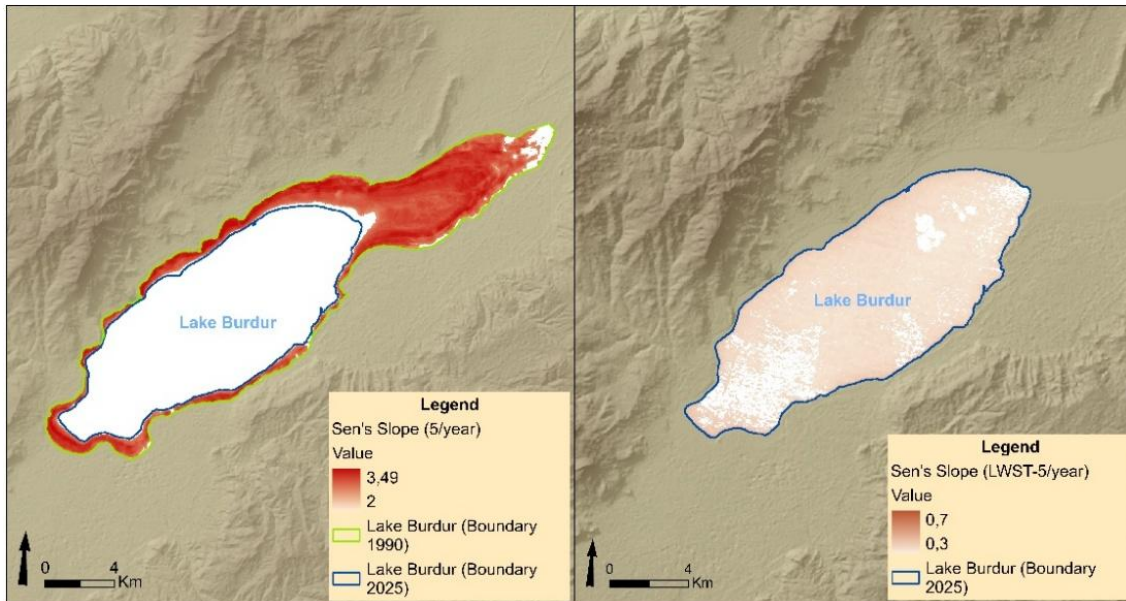 Lake Burdur
Legend
Sen's Slope (5/year)
Value
3,49
2
Lake Burdur (Boundary
1990)
Lake Burdur (Boundary
2025)
0 4
Km
Lake Burdur
Legend
Sen's Slope (LWST-5/year)
Value
0,7
0,3
Lake Burdur (Boundary
2025)
0 4
Km